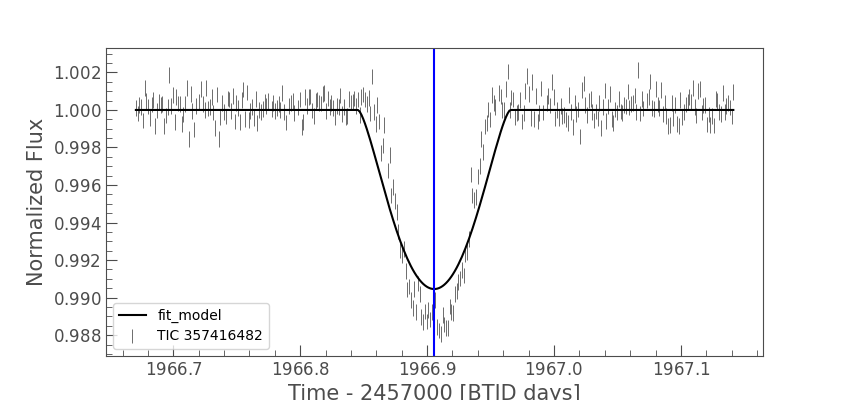 1.002
1.000
0.998
0.996
0.994
0.992
0.990
0.988
Normalized Flux
fit_model
TIC 357416482
1966.7 1966.8 1966.9 1967.0 1967.1
Time - 2457000 [BTJD days]